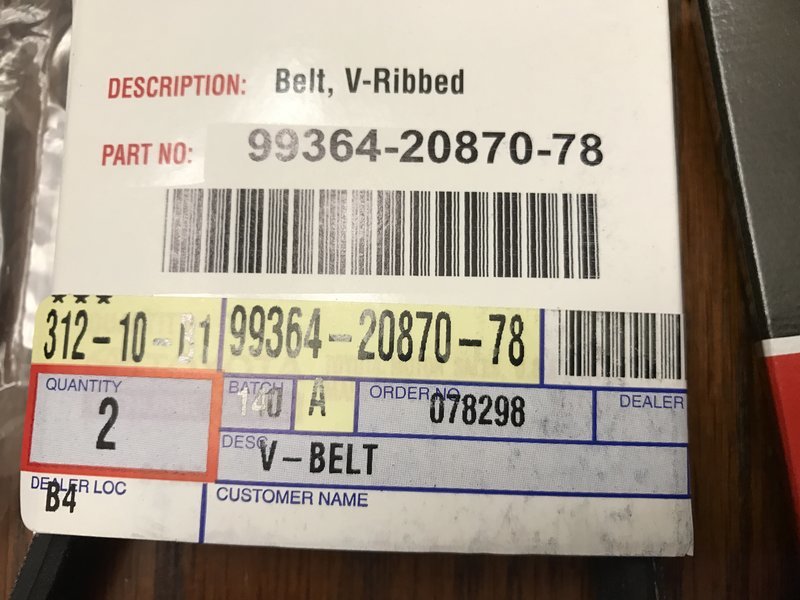 DESCRIPTION: Belt, V-Ribbed
PART NO: 99364-20870-78
***
312-10- 1 99364-20870-78
QUANTITY BATCH ORDER NO DEALER
2 140 A 078298
DESC V-BELT
DEALER LOC CUSTOMER NAME
B4